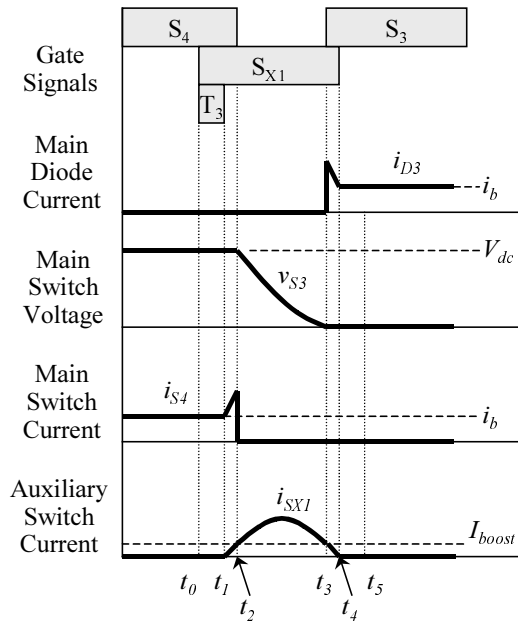 S4
S3
Gate
Signals
SX1
T3
Main
Diode
Current
iD3
ib
Main
Switch
Voltage
Vdc
vS3
Main
Switch
Current
iS4
ib
Auxiliary
Switch
Current
iSX1
Iboost
t0 t1 t2 t3 t4 t5